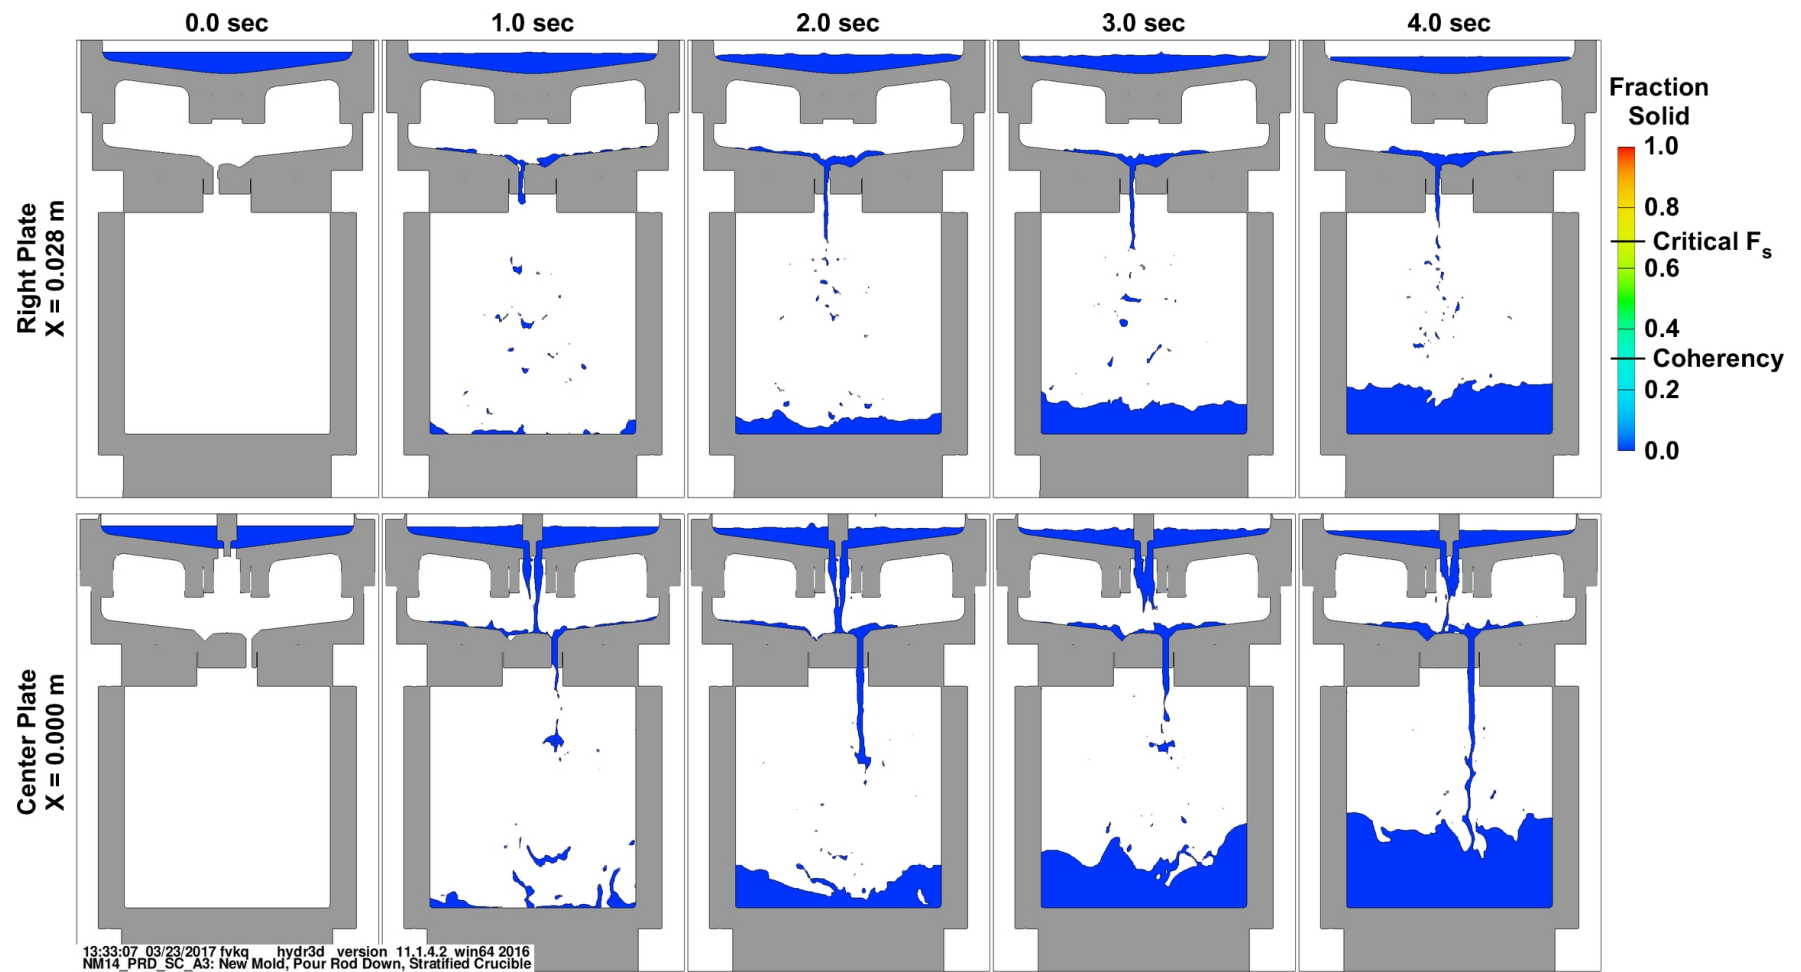 0.0 sec
1.0 sec
2.0 sec
3.0 sec
4.0 sec
Right Plate
X = 0.028 m
Fraction
Solid
1.0
0.8
Critical Fs
0.6
0.4
Coherency
0.2
0.0
Center Plate
X = 0.000 m
13:33:07 03/23/2017 fvkq hydr3d version 11.1.4.2 win64 2016
NM14_PRD_SC_A3: New Mold, Pour Rod Down, Stratified Crucible